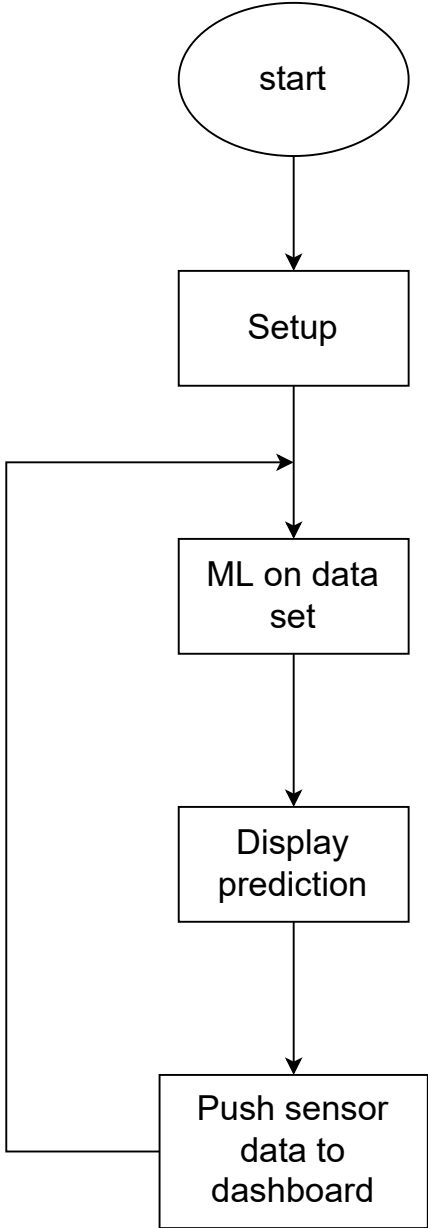 start
Setup
ML on data
set
Display
prediction
Push sensor
data to
dashboard